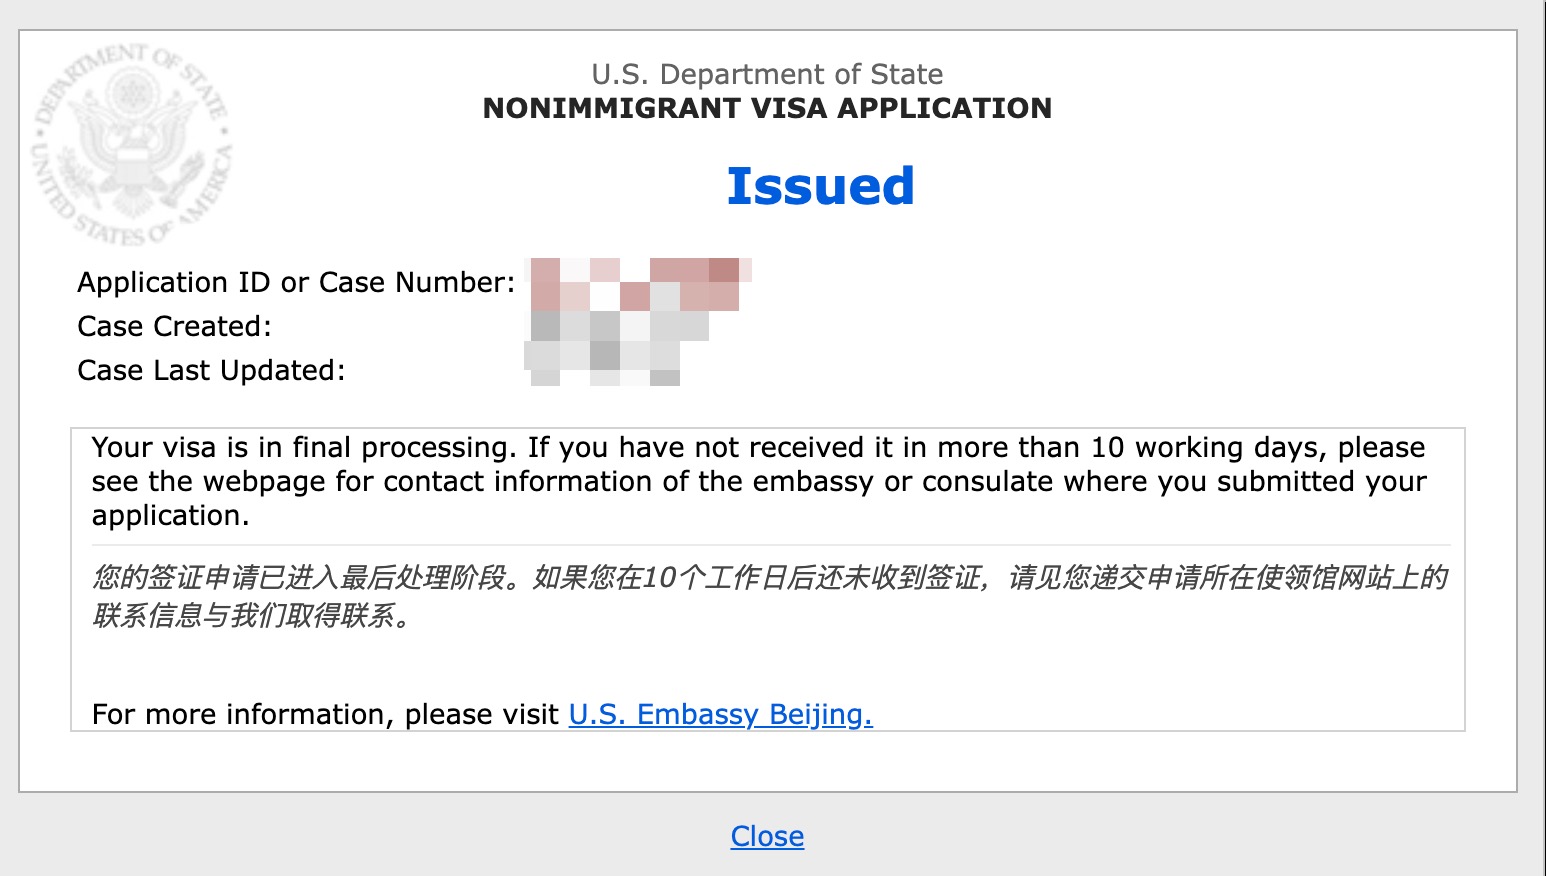 DEPARTMENT OF STATE
UNITED STATES OF AMERICA
U.S. Department of State
NONIMMIGRANT VISA APPLICATION
Issued
Application ID or Case Number:
Case Created:
Case Last Updated:
Your visa is in final processing. If you have not received it in more than 10 working days, please
see the webpage for contact information of the embassy or consulate where you submitted your
application.
您的签证申请已进入最后处理阶段。如果您在10个工作日后还未收到签证，请见您递交申请所在使领馆网站上的
联系信息与我们取得联系。
For more information, please visit U.S. Embassy Beijing.
Close